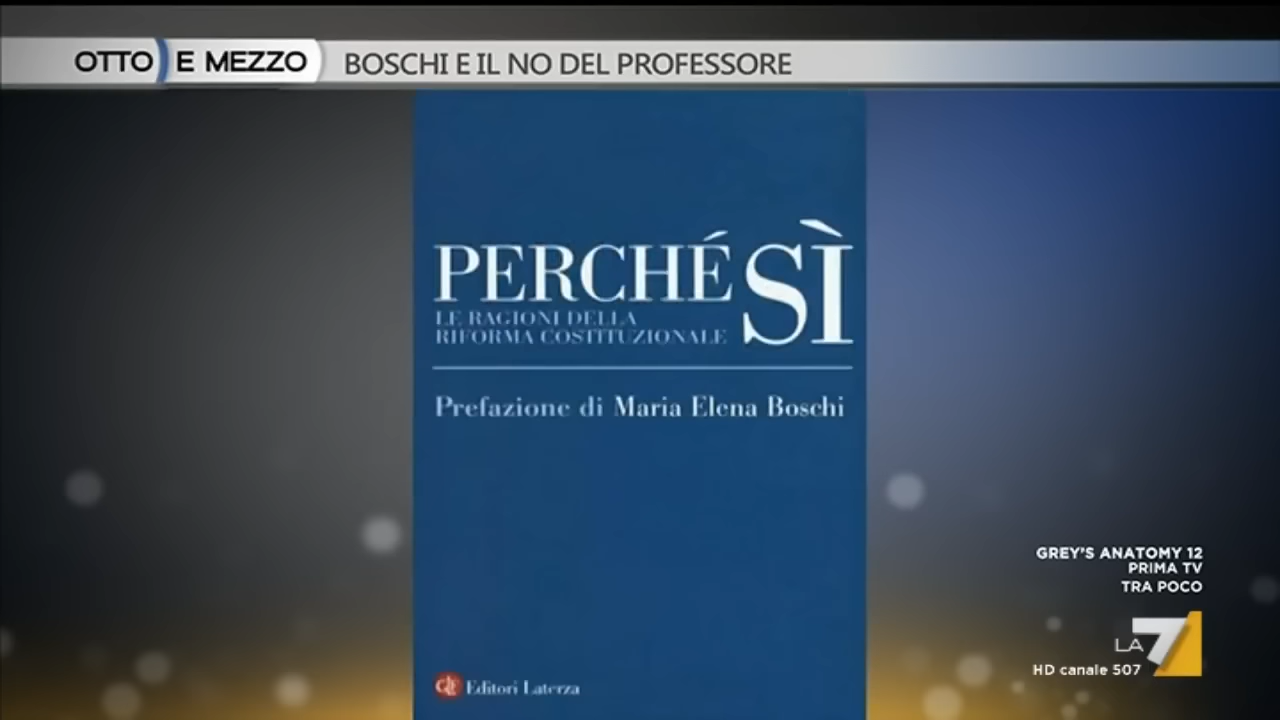 OTTO E MEZZO
BOSCHI E IL NO DEL PROFESSORE
PERCHÉ SÌ
LE RAGIONI DELLA
RIFORMA COSTITUZIONALE
Prefazione di Maria Elena Boschi
Editori Laterza
GREY'S ANATOMY 12
PRIMA TV
TRA POCO
LA7
HD canale 507